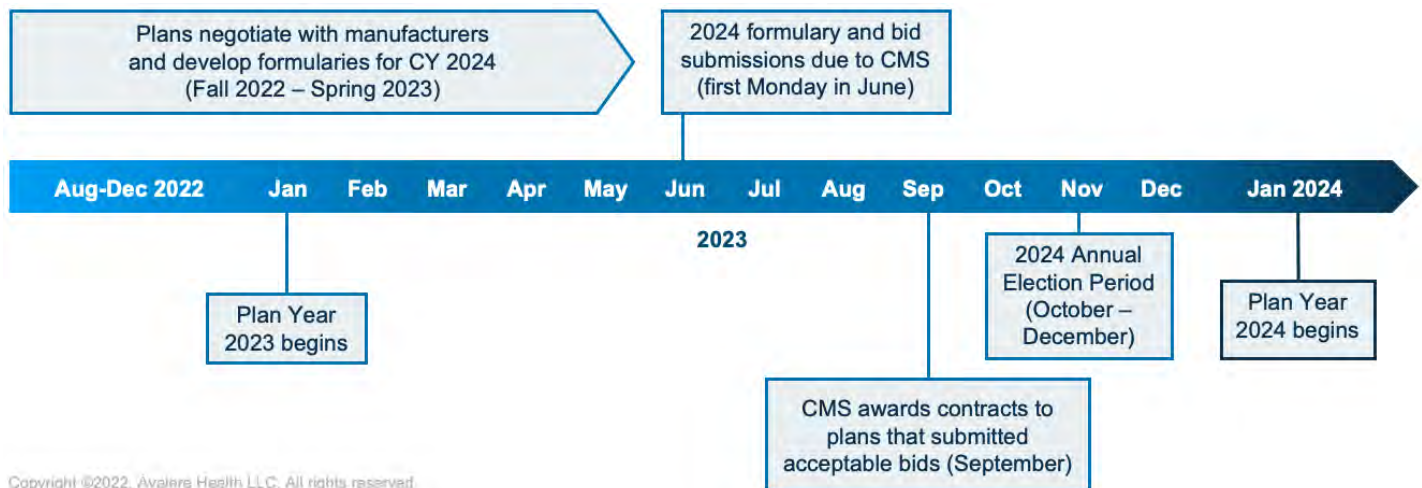 Plans negotiate with manufacturers
and develop formularies for CY 2024
(Fall 2022 – Spring 2023)
2024 formulary and bid
submissions due to CMS
(first Monday in June)
Aug-Dec 2022 Jan Feb Mar Apr May Jun Jul Aug Sep Oct Nov Dec Jan 2024
2023
Plan Year
2023 begins
2024 Annual
Election Period
(October –
December)
Plan Year
2024 begins
CMS awards contracts to
plans that submitted
acceptable bids (September)
Copyright ©2022. Avalere Health LLC. All rights reserved.